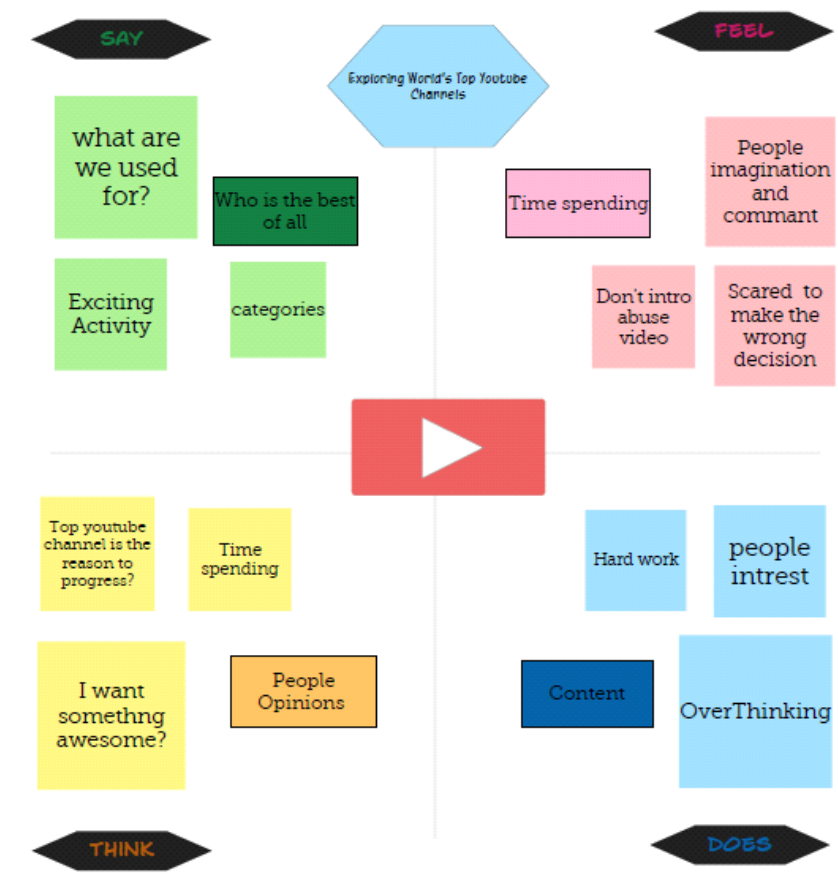 SAY
FEEL
Exploring World's Top Youtube
Channels
what are
we used
for?
Who is the best
of all
Exciting
Activity
categories
Time spending
People
imagination
and
commant
Don't intro
abuse
video
Scared to
make the
wrong
decision
Top youtube
channel is the
reason to
progress?
Time
spending
I want
somethng
awesome?
People
Opinions
Hard work
people
intrest
Content
OverThinking
THINK
DOES